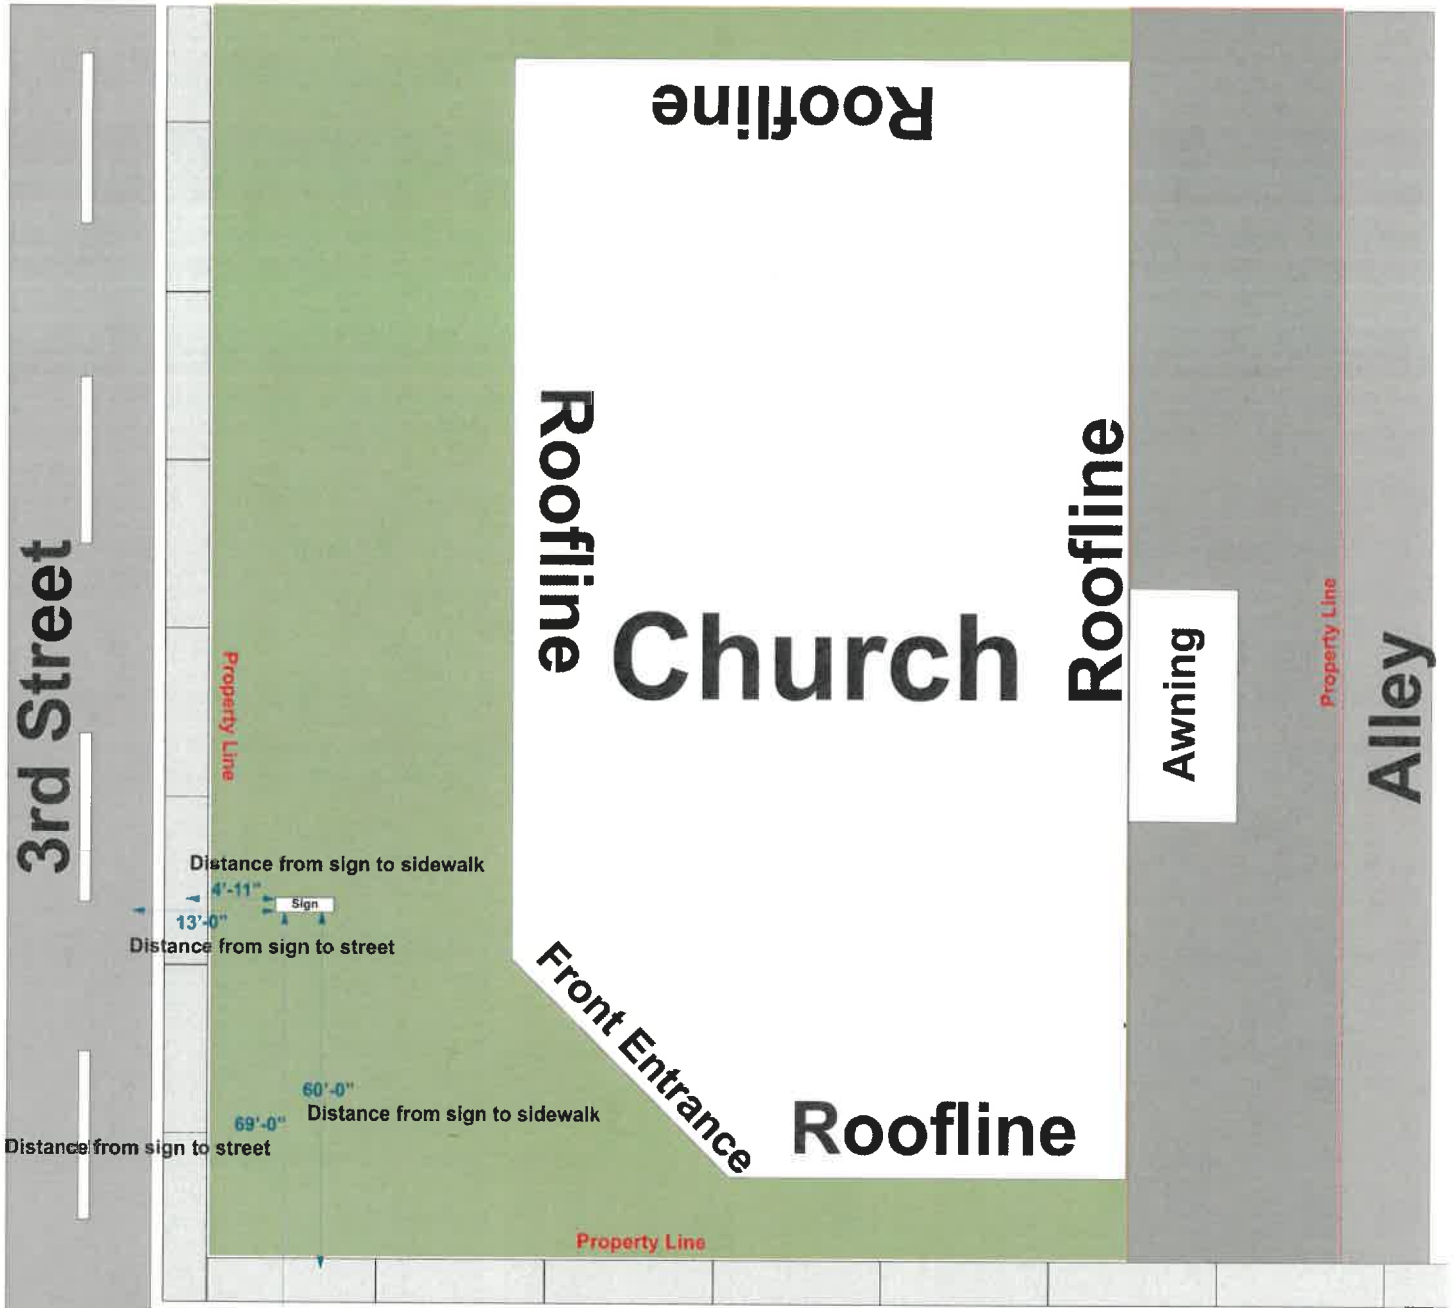 Roofline
Roofline
Roofline
3rd Street
Church
Awning
Property Line
Property Line
Alley
Distance from sign to sidewalk
4'-11"
Sign
13'-0"
Distance from sign to street
Front Entrance
60'-0"
Distance from sign to sidewalk
69'-0"
Distance from sign to street
Roofline
Property Line